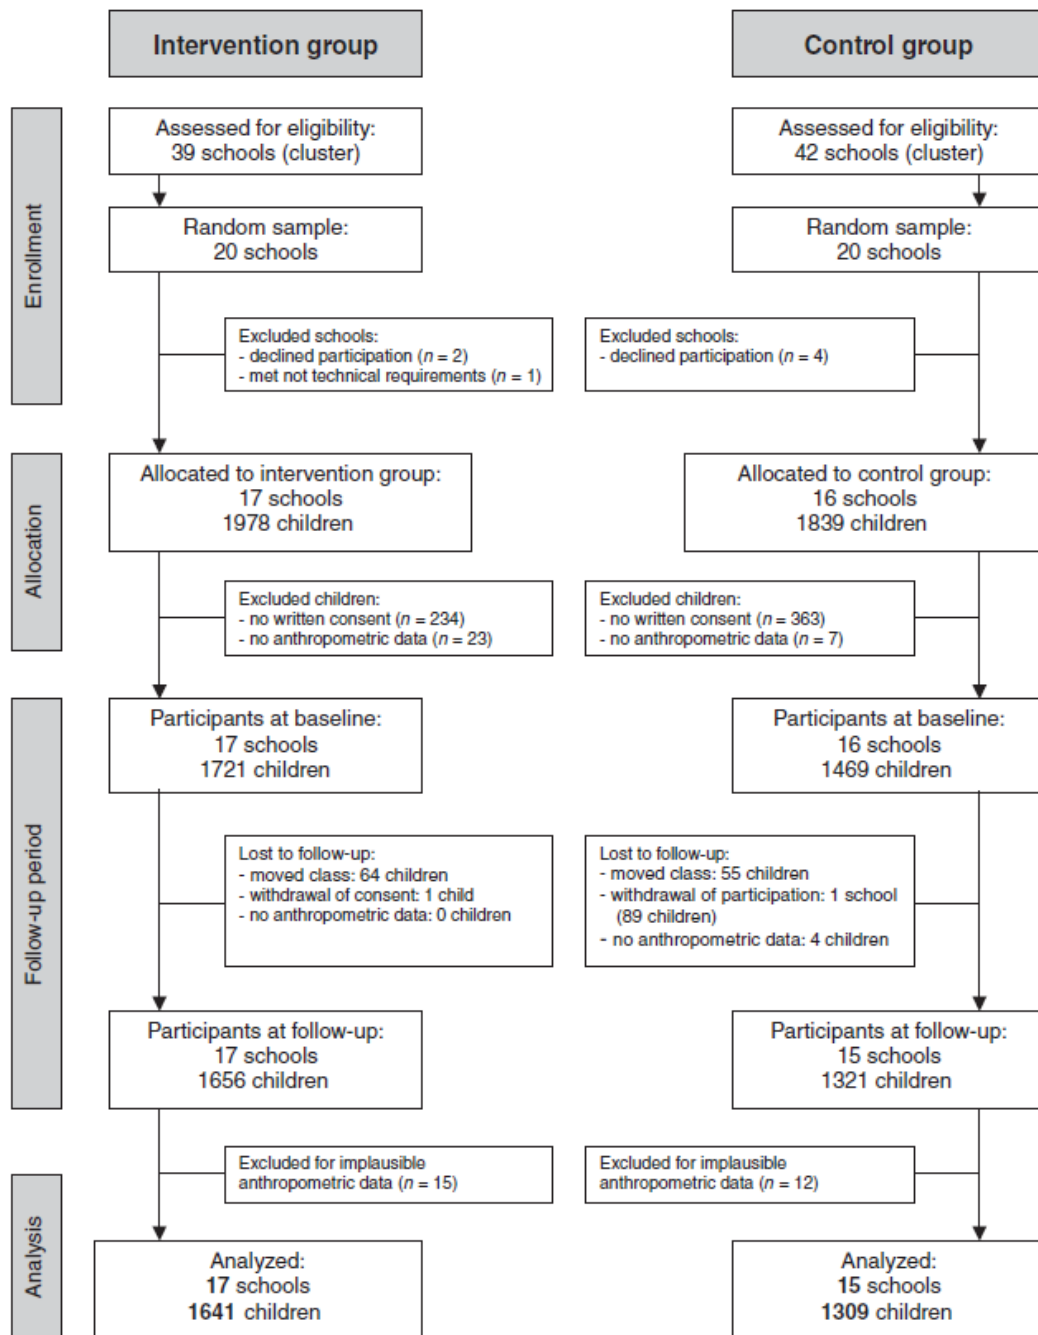 Intervention group
Control group
Enrollment
Assessed for eligibility:
39 schools (cluster)
Assessed for eligibility:
42 schools (cluster)
Random sample:
20 schools
Random sample:
20 schools
Excluded schools:
- declined participation (n = 2)
- met not technical requirements (n = 1)
Excluded schools:
- declined participation (n = 4)
Allocation
Allocated to intervention group:
17 schools
1978 children
Allocated to control group:
16 schools
1839 children
Excluded children:
- no written consent (n = 234)
- no anthropometric data (n = 23)
Excluded children:
- no written consent (n = 363)
- no anthropometric data (n = 7)
Follow-up period
Participants at baseline:
17 schools
1721 children
Participants at baseline:
16 schools
1469 children
Lost to follow-up:
- moved class: 64 children
- withdrawal of consent: 1 child
- no anthropometric data: 0 children
Lost to follow-up:
- moved class: 55 children
- withdrawal of participation: 1 school
(89 children)
- no anthropometric data: 4 children
Participants at follow-up:
17 schools
1656 children
Participants at follow-up:
15 schools
1321 children
Analysis
Excluded for implausible
anthropometric data (n = 15)
Excluded for implausible
anthropometric data (n = 12)
Analyzed:
17 schools
1641 children
Analyzed:
15 schools
1309 children